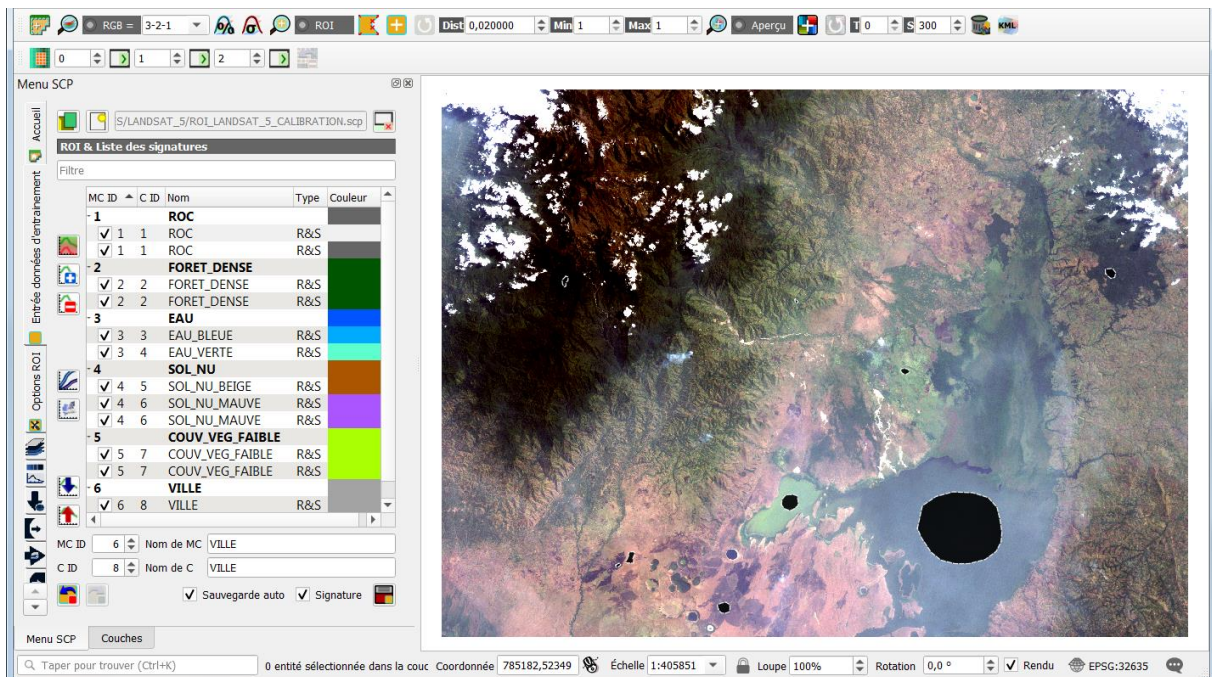 RGB = 3-2-1 ROI Dist 0,020000 Min 1 Max 1 Aperçu T 0 S 300 KML
0 1 2
Menu SCP
Accueil
Entrée données d'entrainement
Options ROI
S/LANDSAT_5/ROI_LANDSAT_5_CALIBRATION.scp
ROI & Liste des signatures
Filtre
MC ID C ID Nom Type Couleur
1 ROC
1 1 ROC R&S
1 1 ROC R&S
2 FORET_DENSE
2 2 FORET_DENSE R&S
2 2 FORET_DENSE R&S
3 EAU
3 3 EAU_BLEUE R&S
3 4 EAU_VERTE R&S
4 SOL_NU
4 5 SOL_NU_BEIGE R&S
4 6 SOL_NU_MAUVE R&S
4 6 SOL_NU_MAUVE R&S
5 COUV_VEG_FAIBLE
5 7 COUV_VEG_FAIBLE R&S
5 7 COUV_VEG_FAIBLE R&S
6 VILLE
6 8 VILLE R&S
MC ID 6 Nom de MC VILLE
C ID 8 Nom de C VILLE
Sauvegarde auto Signature
Menu SCP Couches
Taper pour trouver (Ctrl+K) 0 entité sélectionnée dans la couc Coordonnée 785182,52349 Échelle 1:405851 Loupe 100% Rotation 0,0 ° Rendu EPSG:32635